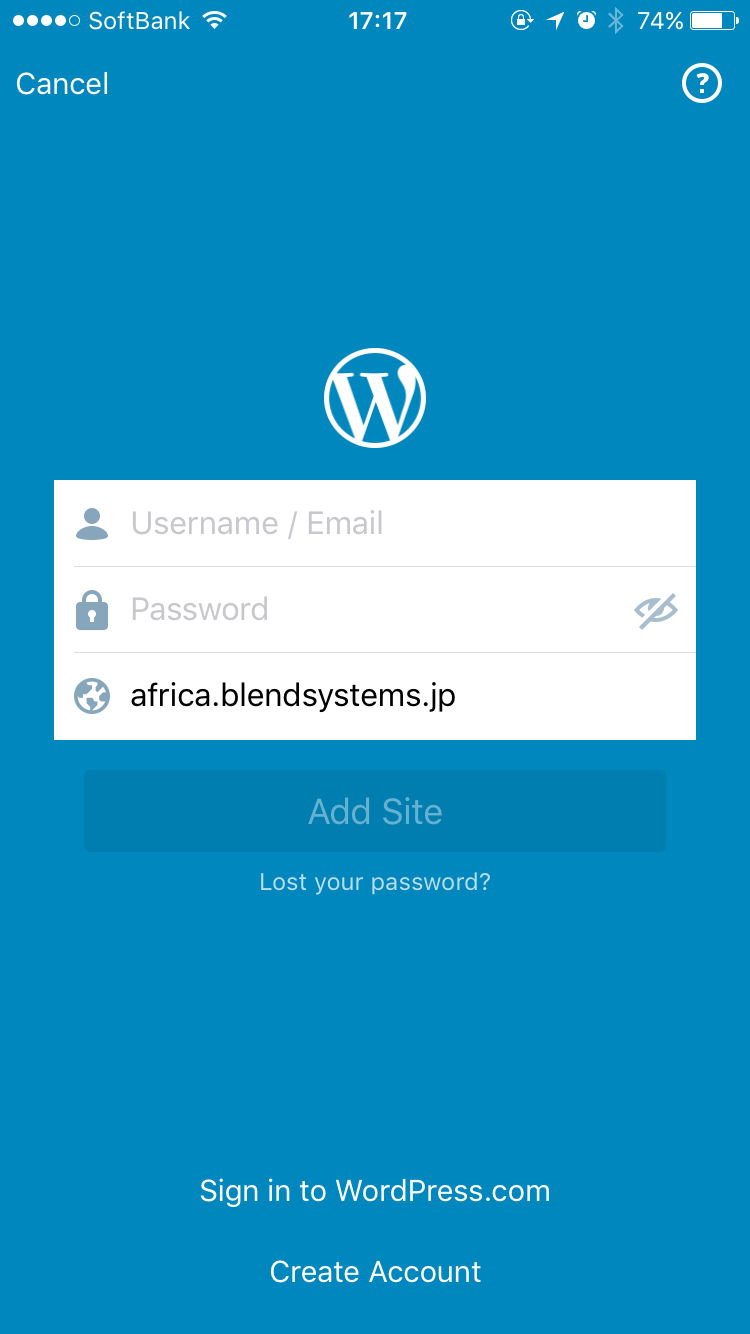 SoftBank 17:17 74%
Cancel ?
Username / Email
Password
africa.blendsystems.jp
Add Site
Lost your password?
Sign in to WordPress.com
Create Account